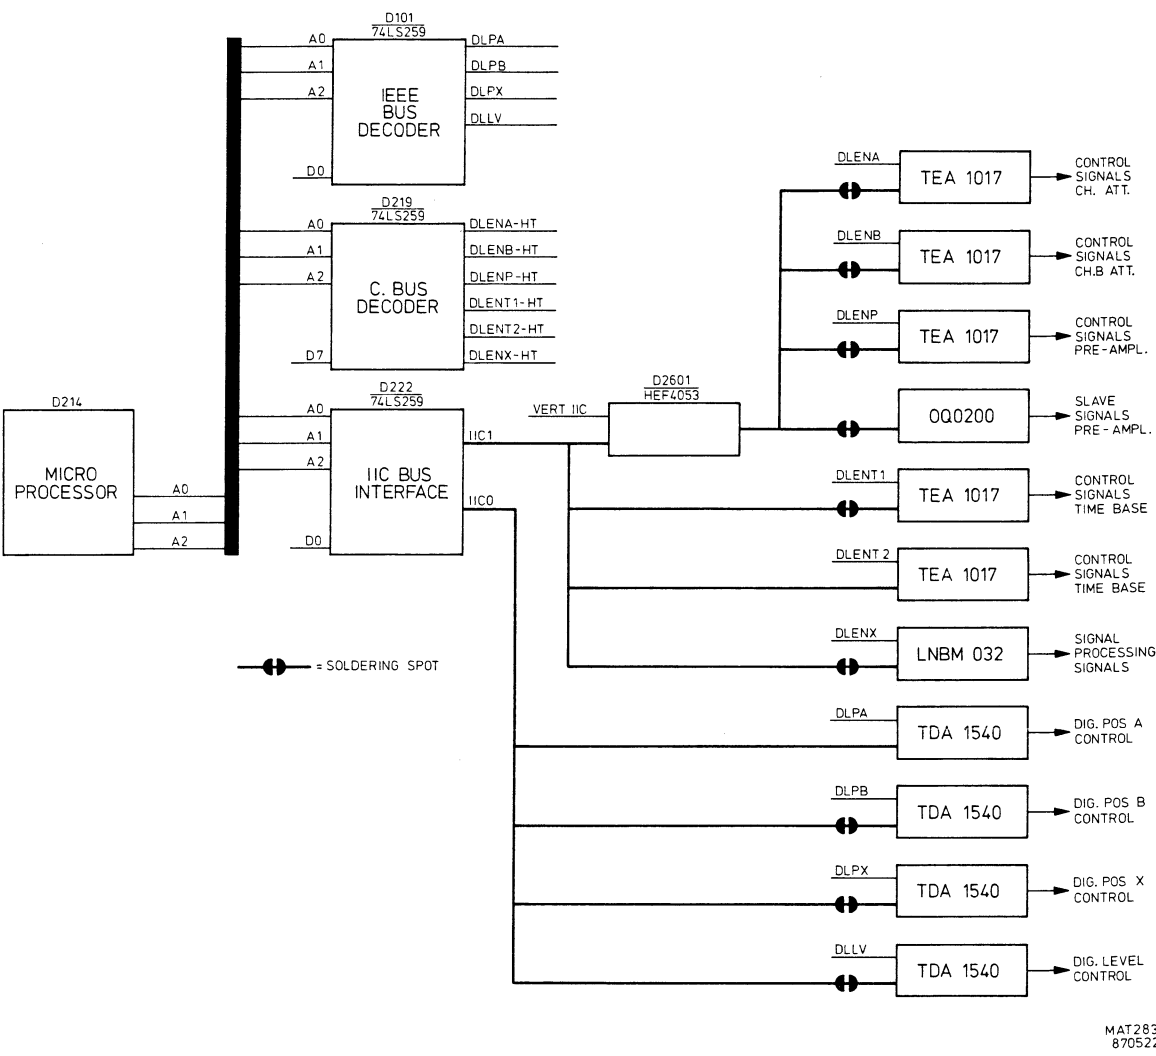 D101
74LS259
A0
A1
A2
D0
IEEE
BUS
DECODER
DLPA
DLPB
DLPX
DLLV
D219
74LS259
A0
A1
A2
D7
C. BUS
DECODER
DLENA-HT
DLENB-HT
DLENP-HT
DLENT1-HT
DLENT2-HT
DLENX-HT
D222
74LS259
A0
A1
A2
D0
IIC BUS
INTERFACE
IIC1
IIC0
D214
MICRO
PROCESSOR
A0
A1
A2
= SOLDERING SPOT
D2601
HEF4053
VERT IIC
DLENA
TEA 1017
CONTROL
SIGNALS
CH. ATT.
DLENB
TEA 1017
CONTROL
SIGNALS
CH.B ATT.
DLENP
TEA 1017
CONTROL
SIGNALS
PRE-AMPL.
OQ0200
SLAVE
SIGNALS
PRE-AMPL.
DLENT1
TEA 1017
CONTROL
SIGNALS
TIME BASE
DLENT2
TEA 1017
CONTROL
SIGNALS
TIME BASE
DLENX
LNBM 032
SIGNAL
PROCESSING
SIGNALS
DLPA
TDA 1540
DIG. POS A
CONTROL
DLPB
TDA 1540
DIG. POS B
CONTROL
DLPX
TDA 1540
DIG. POS X
CONTROL
DLLV
TDA 1540
DIG. LEVEL
CONTROL
MAT283
870522